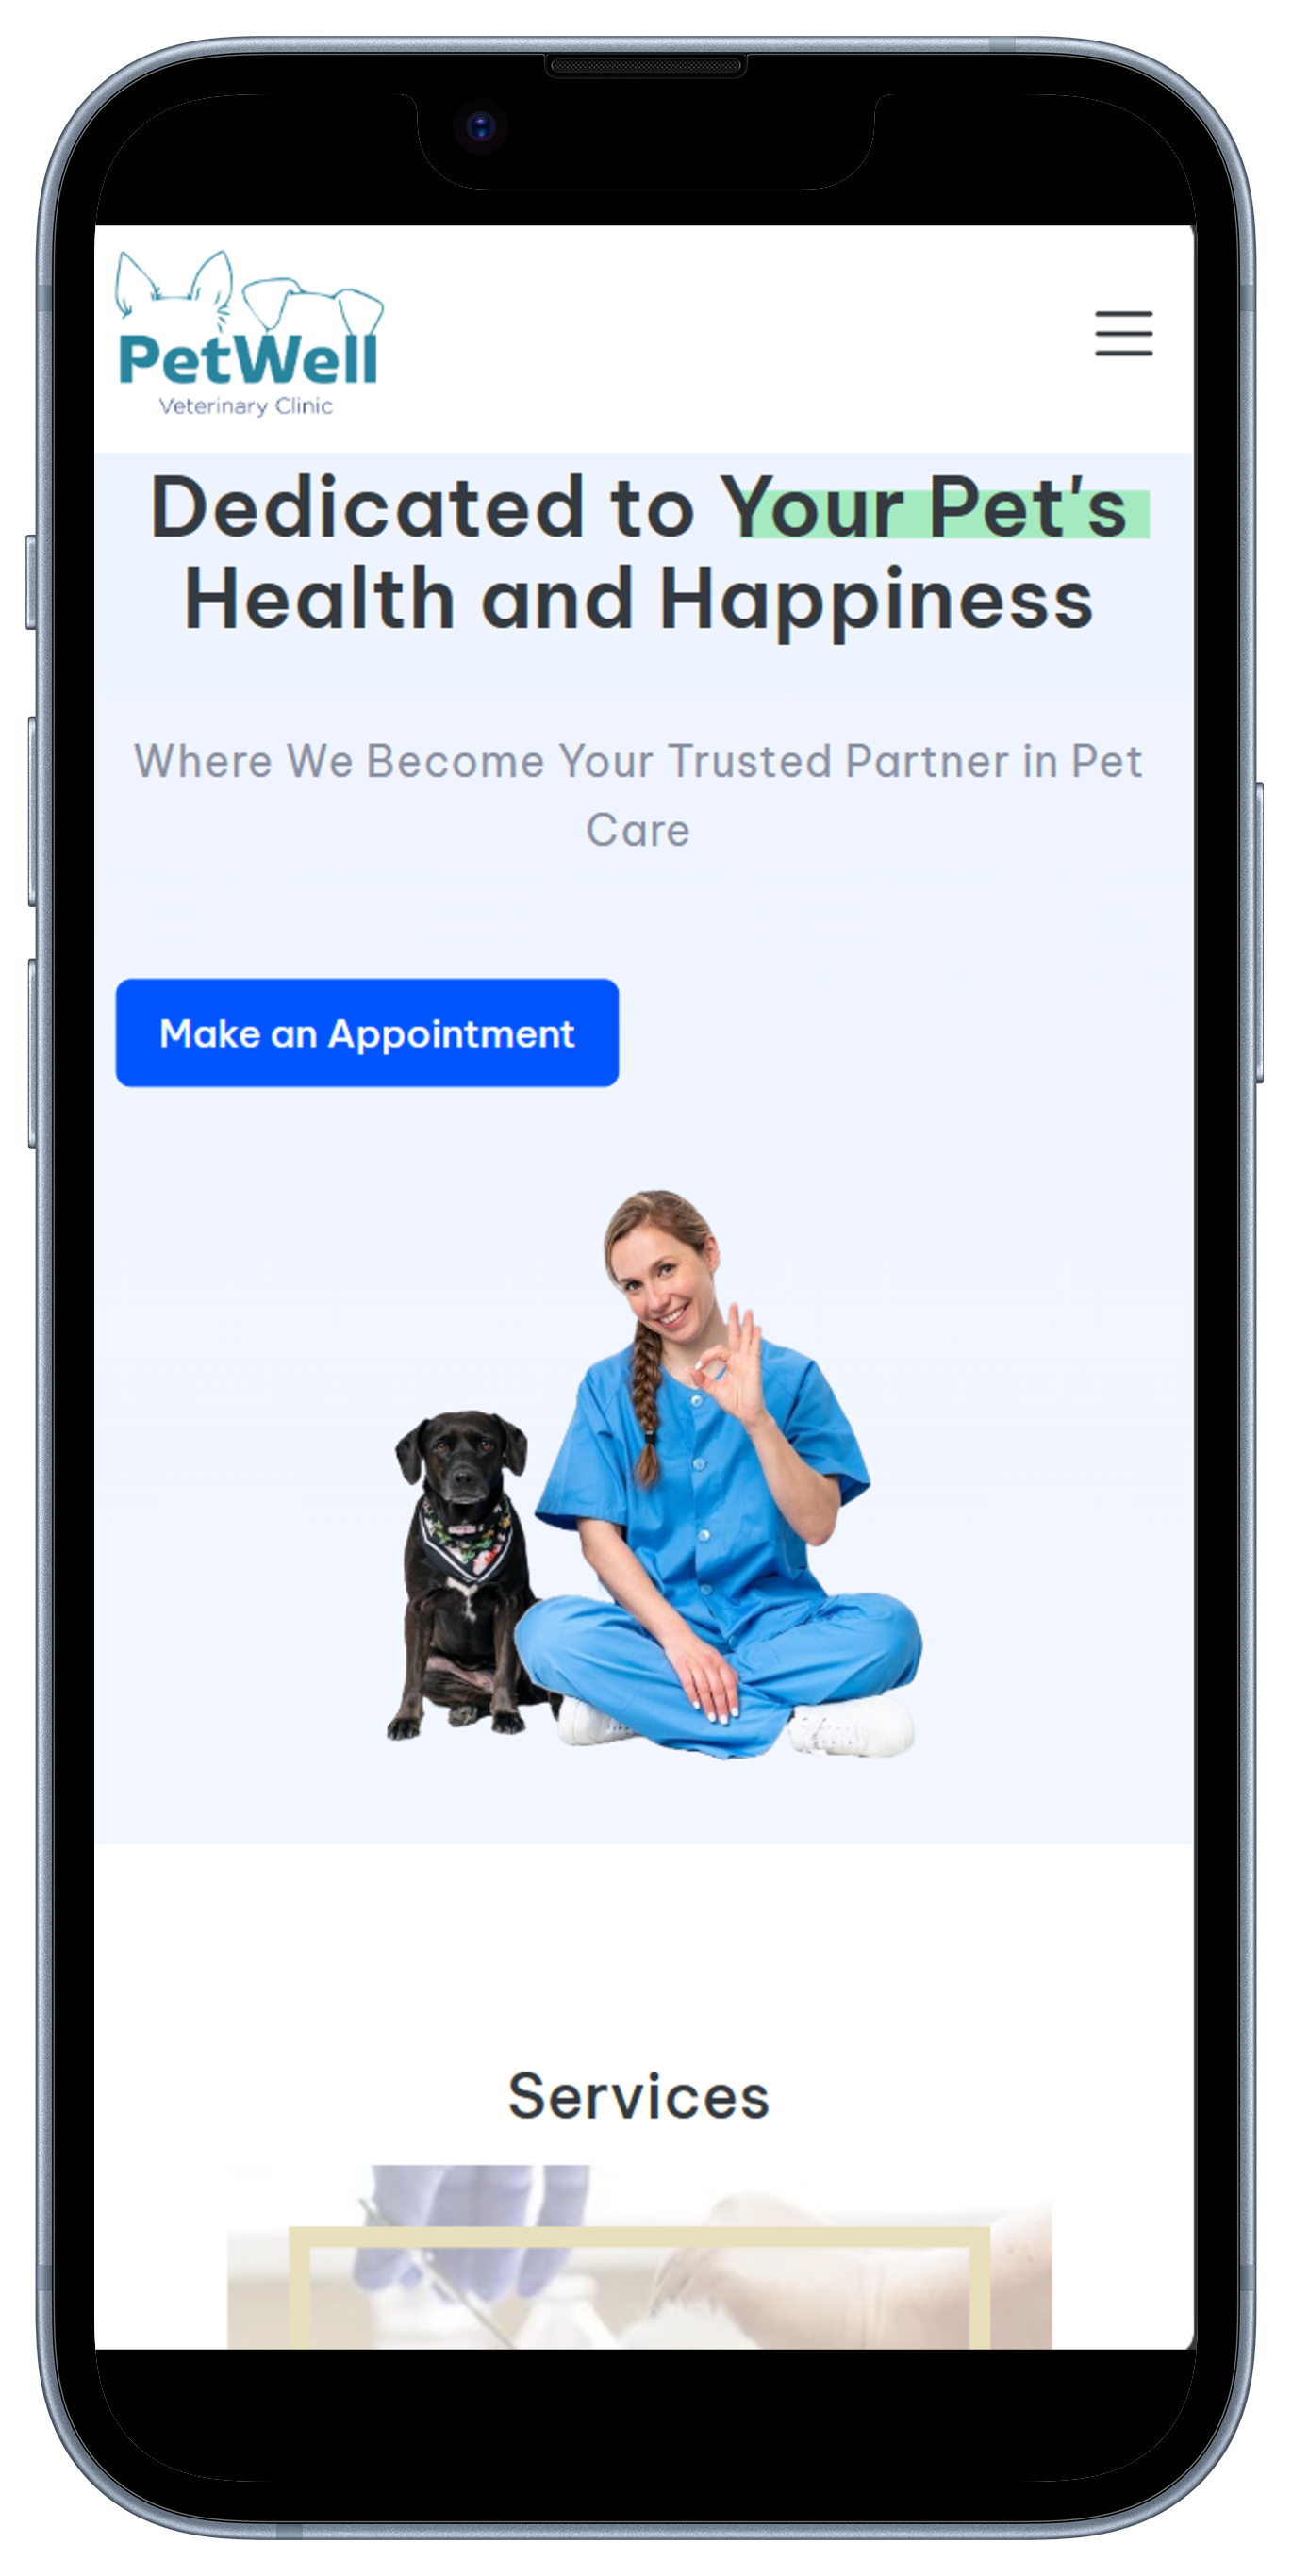 PetWell
Veterinary Clinic
Dedicated to Your Pet's
Health and Happiness
Where We Become Your Trusted Partner in Pet
Care
Make an Appointment
Services